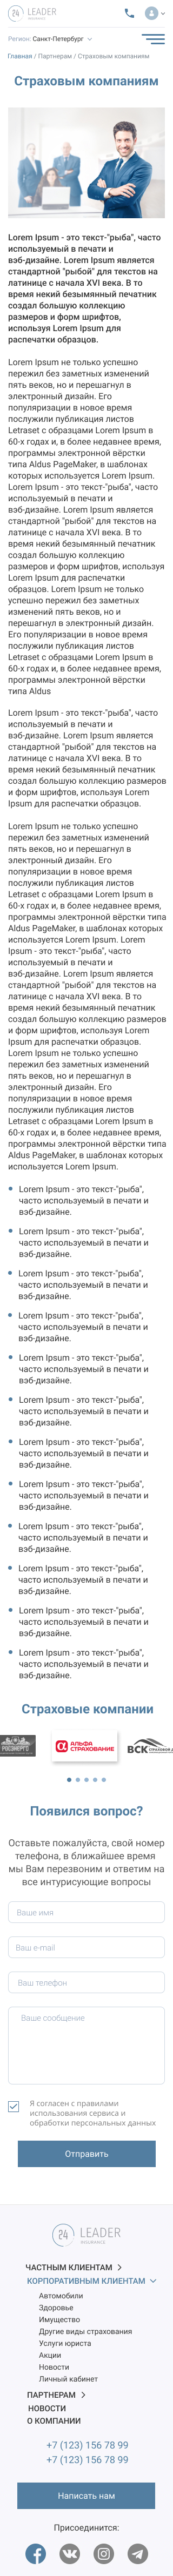 24 LEADER
INSURANCE
Регион: Санкт-Петербург
Главная / Партнерам / Страховым компаниям
Страховым компаниям
Lorem Ipsum - это текст-"рыба", часто
используемый в печати и
вэб-дизайне. Lorem Ipsum является
стандартной "рыбой" для текстов на
латинице с начала XVI века. В то
время некий безымянный печатник
создал большую коллекцию
размеров и форм шрифтов,
используя Lorem Ipsum для
распечатки образцов.
Lorem Ipsum не только успешно
пережил без заметных изменений
пять веков, но и перешагнул в
электронный дизайн. Его
популяризации в новое время
послужили публикация листов
Letraset с образцами Lorem Ipsum в
60-х годах и, в более недавнее время,
программы электронной вёрстки
типа Aldus PageMaker, в шаблонах
которых используется Lorem Ipsum.
Lorem Ipsum - это текст-"рыба", часто
используемый в печати и
вэб-дизайне. Lorem Ipsum является
стандартной "рыбой" для текстов на
латинице с начала XVI века. В то
время некий безымянный печатник
создал большую коллекцию
размеров и форм шрифтов, используя
Lorem Ipsum для распечатки
образцов. Lorem Ipsum не только
успешно пережил без заметных
изменений пять веков, но и
перешагнул в электронный дизайн.
Его популяризации в новое время
послужили публикация листов
Letraset с образцами Lorem Ipsum в
60-х годах и, в более недавнее время,
программы электронной вёрстки
типа Aldus
Lorem Ipsum - это текст-"рыба", часто
используемый в печати и
вэб-дизайне. Lorem Ipsum является
стандартной "рыбой" для текстов на
латинице с начала XVI века. В то
время некий безымянный печатник
создал большую коллекцию размеров
и форм шрифтов, используя Lorem
Ipsum для распечатки образцов.
Lorem Ipsum не только успешно
пережил без заметных изменений
пять веков, но и перешагнул в
электронный дизайн. Его
популяризации в новое время
послужили публикация листов
Letraset с образцами Lorem Ipsum в
60-х годах и, в более недавнее время,
программы электронной вёрстки типа
Aldus PageMaker, в шаблонах которых
используется Lorem Ipsum. Lorem
Ipsum - это текст-"рыба", часто
используемый в печати и
вэб-дизайне. Lorem Ipsum является
стандартной "рыбой" для текстов на
латинице с начала XVI века. В то
время некий безымянный печатник
создал большую коллекцию размеров
и форм шрифтов, используя Lorem
Ipsum для распечатки образцов.
Lorem Ipsum не только успешно
пережил без заметных изменений
пять веков, но и перешагнул в
электронный дизайн. Его
популяризации в новое время
послужили публикация листов
Letraset с образцами Lorem Ipsum в
60-х годах и, в более недавнее время,
программы электронной вёрстки типа
Aldus PageMaker, в шаблонах которых
используется Lorem Ipsum.
Lorem Ipsum - это текст-"рыба",
часто используемый в печати и
вэб-дизайне.
Lorem Ipsum - это текст-"рыба",
часто используемый в печати и
вэб-дизайне.
Lorem Ipsum - это текст-"рыба",
часто используемый в печати и
вэб-дизайне.
Lorem Ipsum - это текст-"рыба",
часто используемый в печати и
вэб-дизайне.
Lorem Ipsum - это текст-"рыба",
часто используемый в печати и
вэб-дизайне.
Lorem Ipsum - это текст-"рыба",
часто используемый в печати и
вэб-дизайне.
Lorem Ipsum - это текст-"рыба",
часто используемый в печати и
вэб-дизайне.
Lorem Ipsum - это текст-"рыба",
часто используемый в печати и
вэб-дизайне.
Lorem Ipsum - это текст-"рыба",
часто используемый в печати и
вэб-дизайне.
Lorem Ipsum - это текст-"рыба",
часто используемый в печати и
вэб-дизайне.
Lorem Ipsum - это текст-"рыба",
часто используемый в печати и
вэб-дизайне.
Lorem Ipsum - это текст-"рыба",
часто используемый в печати и
вэб-дизайне.
Страховые компании
РОСЭНЕРГО
АЛЬФА
СТРАХОВАНИЕ
ВСК СТРАХОВОЙ Д
Появился вопрос?
Оставьте пожалуйста, свой номер
телефона, в ближайшее время
мы Вам перезвоним и ответим на
все интурисующие вопросы
Ваше имя
Ваш e-mail
Ваш телефон
Ваше сообщение
Я согласен с правилами
использования сервиса и
обработки персональных данных
Отправить
24 LEADER
INSURANCE
ЧАСТНЫМ КЛИЕНТАМ
КОРПОРАТИВНЫМ КЛИЕНТАМ
Автомобили
Здоровье
Имущество
Другие виды страхования
Услуги юриста
Акции
Новости
Личный кабинет
ПАРТНЕРАМ
НОВОСТИ
О КОМПАНИИ
+7 (123) 156 78 99
+7 (123) 156 78 99
Написать нам
Присоединится: